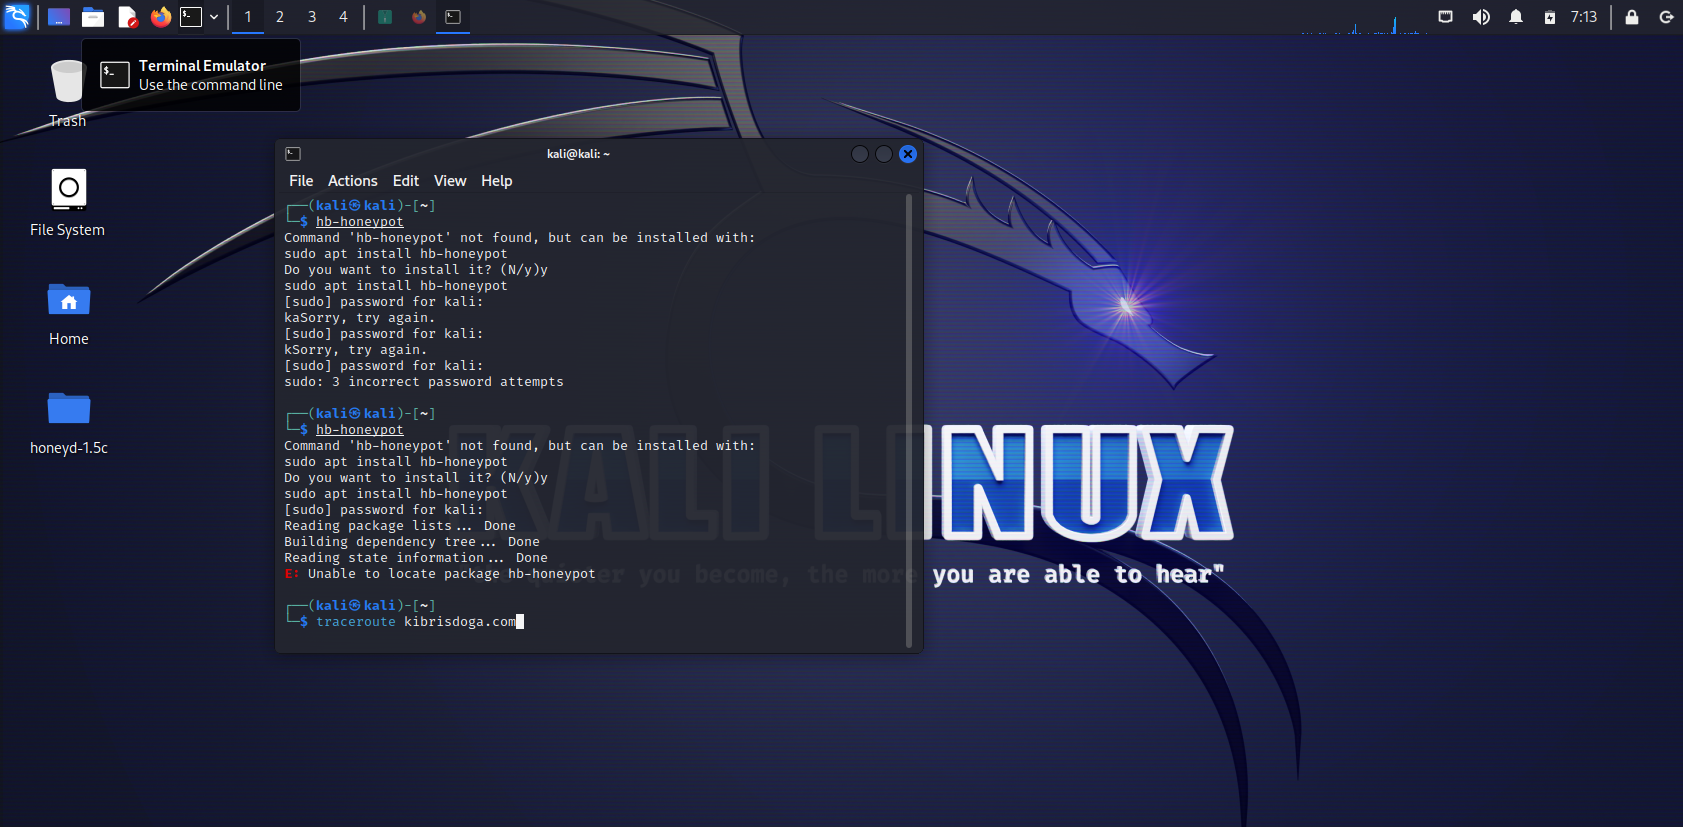 1 2 3 4
7:13
Terminal Emulator
Use the command line
Trash
File System
Home
honeyd-1.5c
kali@kali: ~
File Actions Edit View Help
┌──(kali㉿kali)-[~]
└─$ hb-honeypot
Command 'hb-honeypot' not found, but can be installed with:
sudo apt install hb-honeypot
Do you want to install it? (N/y)y
sudo apt install hb-honeypot
[sudo] password for kali:
kaSorry, try again.
[sudo] password for kali:
kSorry, try again.
[sudo] password for kali:
sudo: 3 incorrect password attempts
┌──(kali㉿kali)-[~]
└─$ hb-honeypot
Command 'hb-honeypot' not found, but can be installed with:
sudo apt install hb-honeypot
Do you want to install it? (N/y)y
sudo apt install hb-honeypot
[sudo] password for kali:
Reading package lists... Done
Building dependency tree... Done
Reading state information... Done
E: Unable to locate package hb-honeypot
┌──(kali㉿kali)-[~]
└─$ traceroute kibrisdoga.com
KALI LINUX
you become, the more you are able to hear"